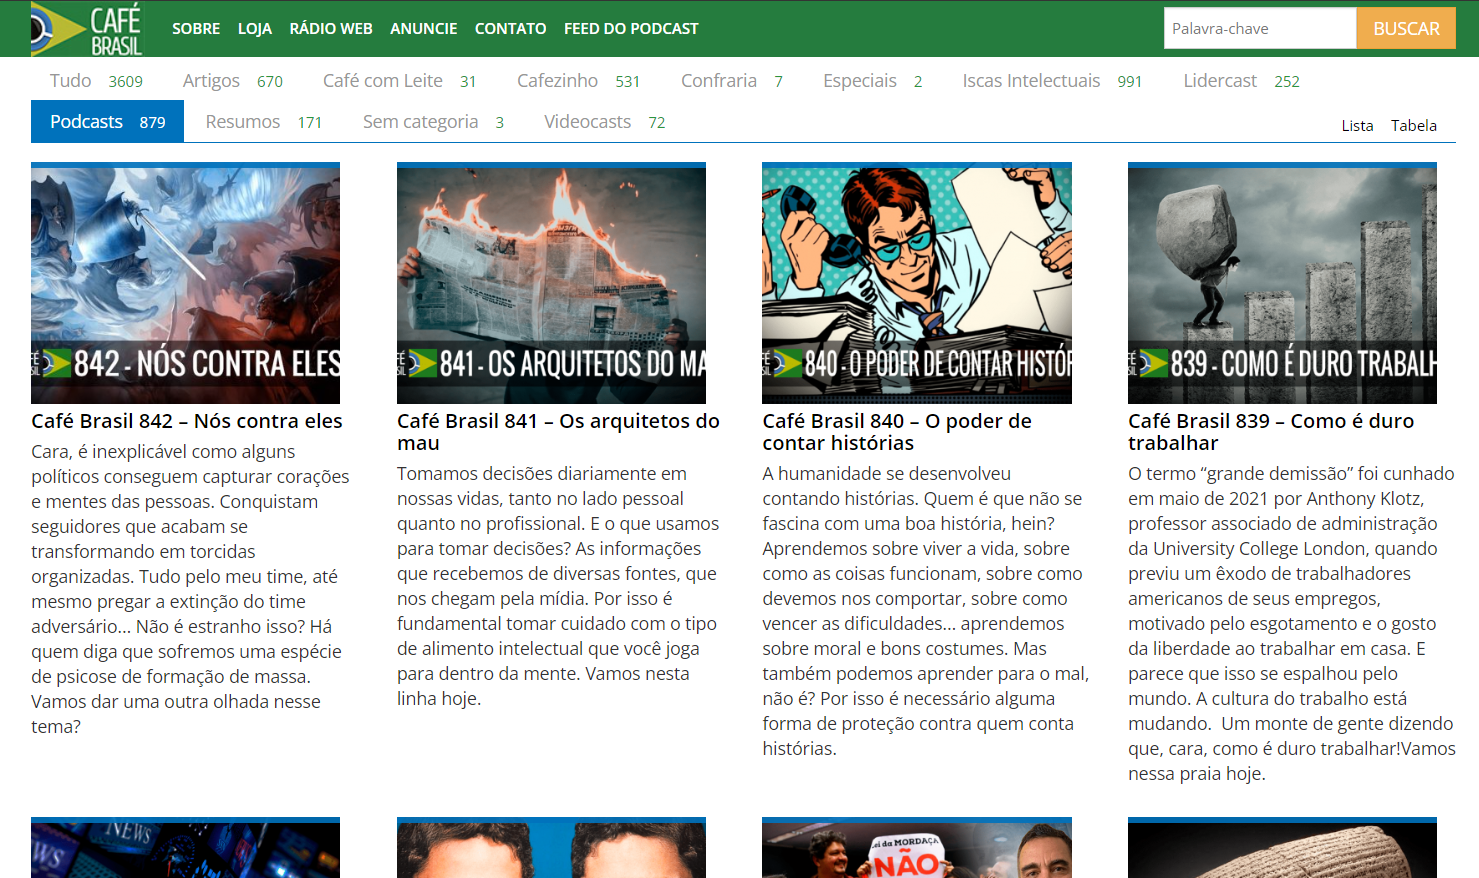 CAFÉ
BRASIL
SOBRE LOJA RÁDIO WEB ANUNCIE CONTATO FEED DO PODCAST
Palavra-chave BUSCAR
Tudo 3609 Artigos 670 Café com Leite 31 Cafezinho 531 Confraria 7 Especiais 2 Iscas Intelectuais 991 Lidercast 252
Podcasts 879 Resumos 171 Sem categoria 3 Videocasts 72
Lista Tabela
842 - NÓS CONTRA ELES
Café Brasil 842 – Nós contra eles
Cara, é inexplicável como alguns
políticos conseguem capturar corações
e mentes das pessoas. Conquistam
seguidores que acabam se
transformando em torcidas
organizadas. Tudo pelo meu time, até
mesmo pregar a extinção do time
adversário... Não é estranho isso? Há
quem diga que sofremos uma espécie
de psicose de formação de massa.
Vamos dar uma outra olhada nesse
tema?
841 - OS ARQUITETOS DO MA
Café Brasil 841 – Os arquitetos do
mau
Tomamos decisões diariamente em
nossas vidas, tanto no lado pessoal
quanto no profissional. E o que usamos
para tomar decisões? As informações
que recebemos de diversas fontes, que
nos chegam pela mídia. Por isso é
fundamental tomar cuidado com o tipo
de alimento intelectual que você joga
para dentro da mente. Vamos nesta
linha hoje.
840 - O PODER DE CONTAR HISTÓR
Café Brasil 840 – O poder de
contar histórias
A humanidade se desenvolveu
contando histórias. Quem é que não se
fascina com uma boa história, hein?
Aprendemos sobre viver a vida, sobre
como as coisas funcionam, sobre como
devemos nos comportar, sobre como
vencer as dificuldades... aprendemos
sobre moral e bons costumes. Mas
também podemos aprender para o mal,
não é? Por isso é necessário alguma
forma de proteção contra quem conta
histórias.
839 - COMO É DURO TRABALH
Café Brasil 839 – Como é duro
trabalhar
O termo “grande demissão” foi cunhado
em maio de 2021 por Anthony Klotz,
professor associado de administração
da University College London, quando
previu um êxodo de trabalhadores
americanos de seus empregos,
motivado pelo esgotamento e o gosto
da liberdade ao trabalhar em casa. E
parece que isso se espalhou pelo
mundo. A cultura do trabalho está
mudando.  Um monte de gente dizendo
que, cara, como é duro trabalhar!Vamos
nessa praia hoje.
NEWS
WS
ei da MORDAÇA
NÃO